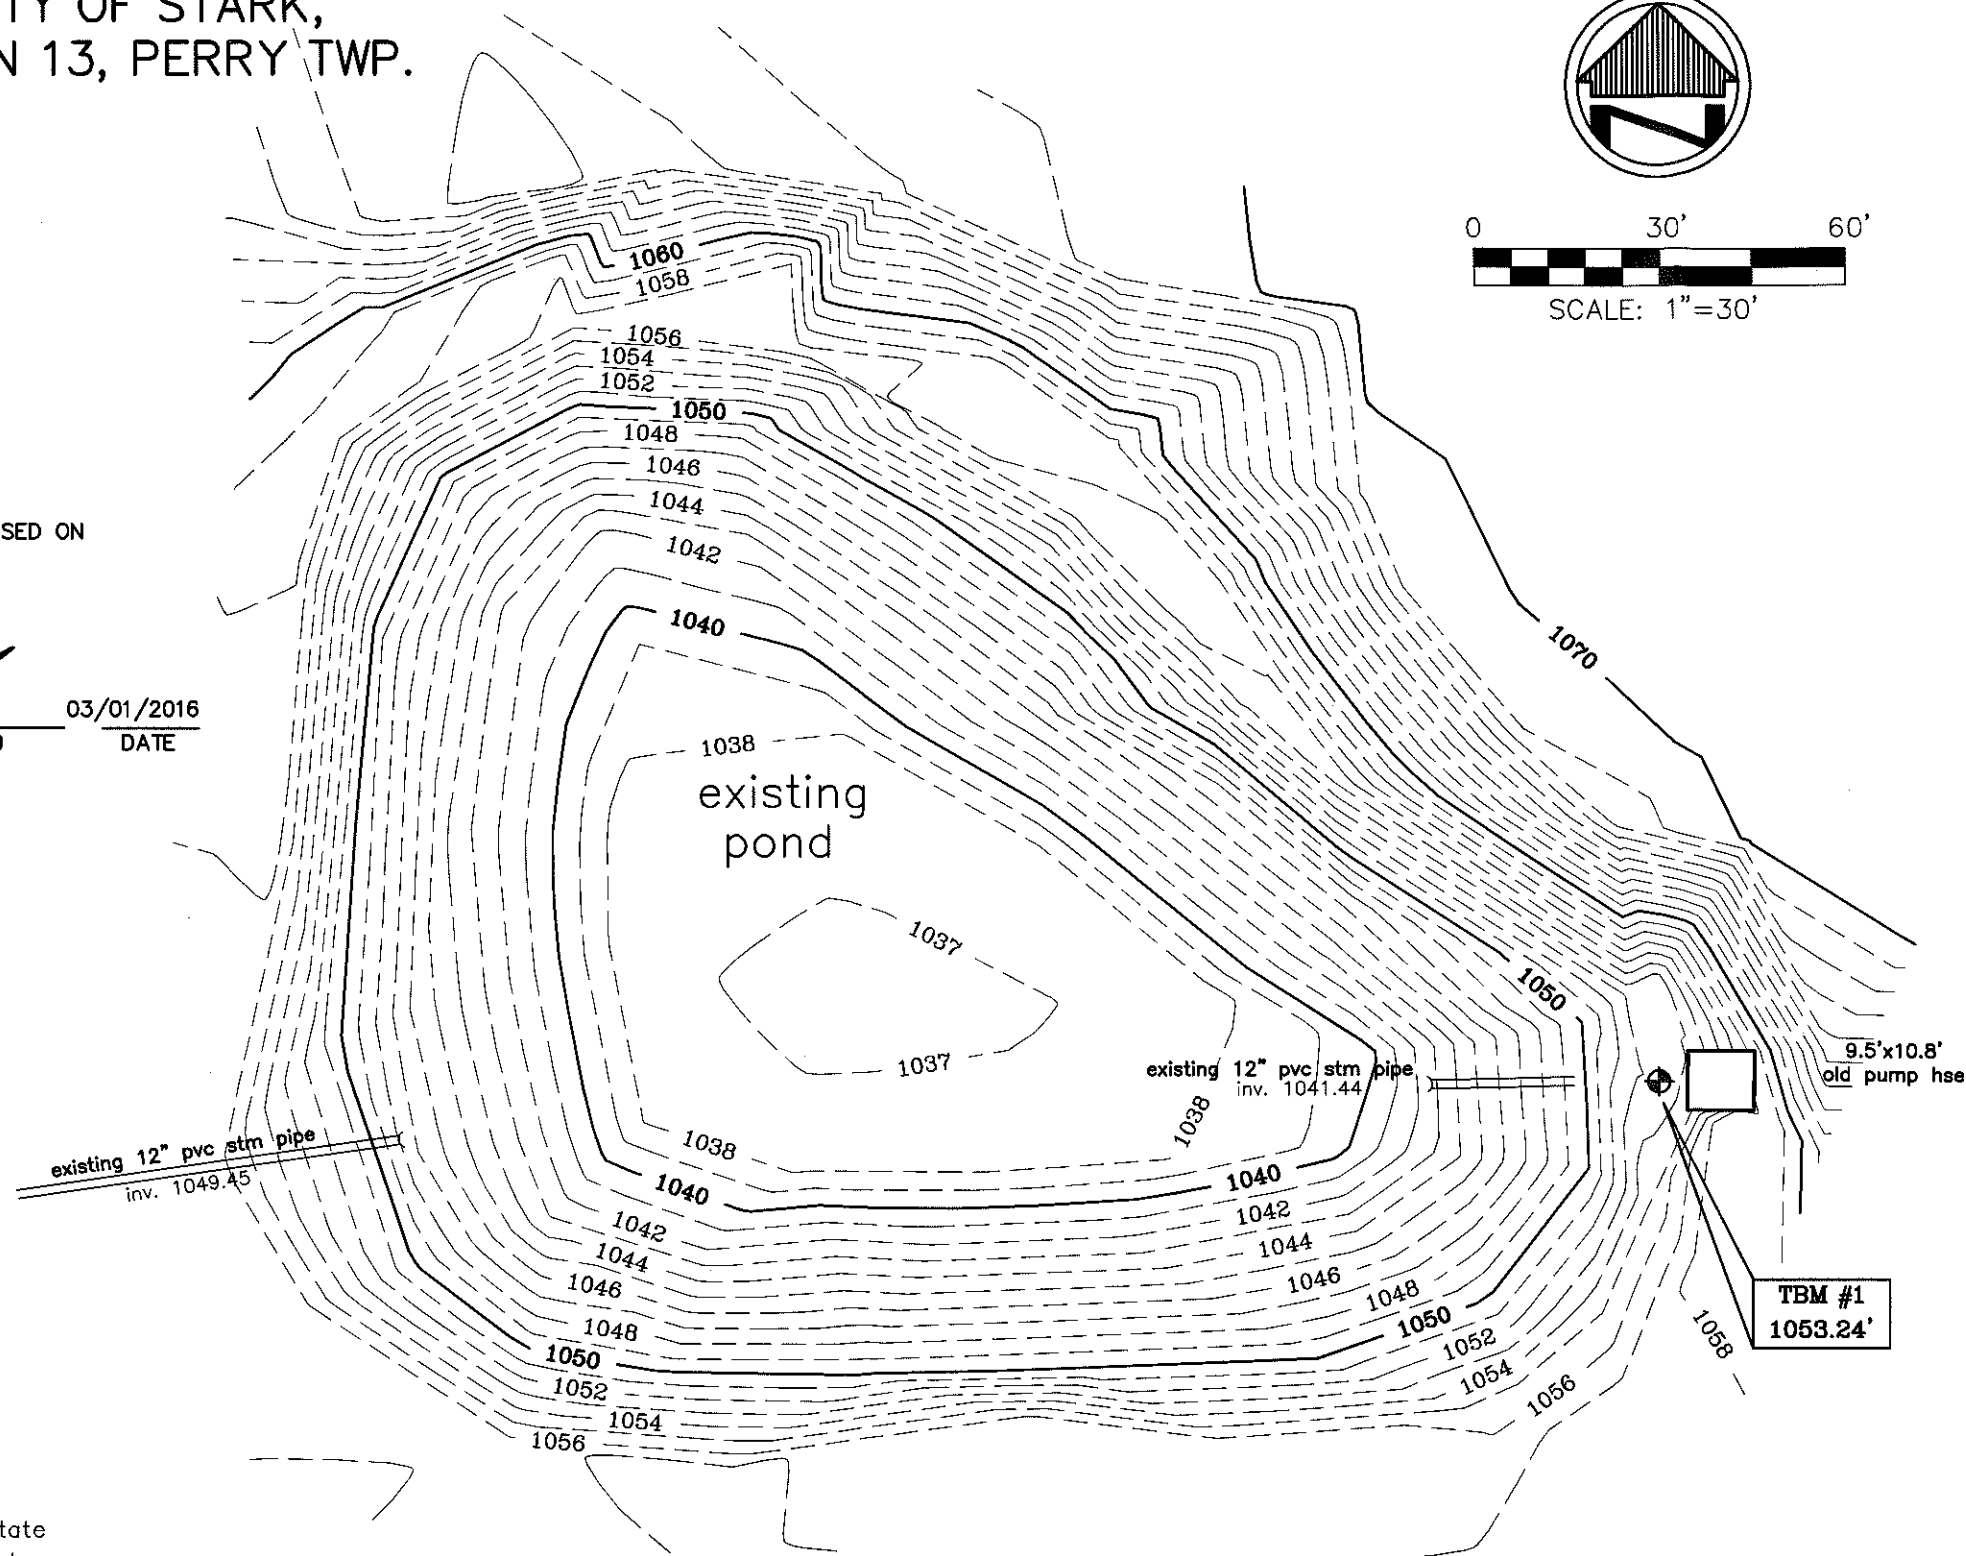 TY OF STARK,
N 13, PERRY TWP.
N
0 30' 60'
SCALE: 1"=30'
1060
1058
1056
1054
1052
1050
1048
1046
1044
1042
1040
SED ON
1070
03/01/2016
DATE
1038
existing
pond
1037
1050
1037
existing 12" pvc stm pipe
inv. 1041.44
9.5'x10.8'
old pump hse
1038
1038
existing 12" pvc stm pipe
inv. 1049.45
1040
1040
1042
1042
1044
1044
1046
1046
1048
1048
1050
1050
1052
1052
1054
1054
1056
1056
TBM #1
1053.24'
1058
tate